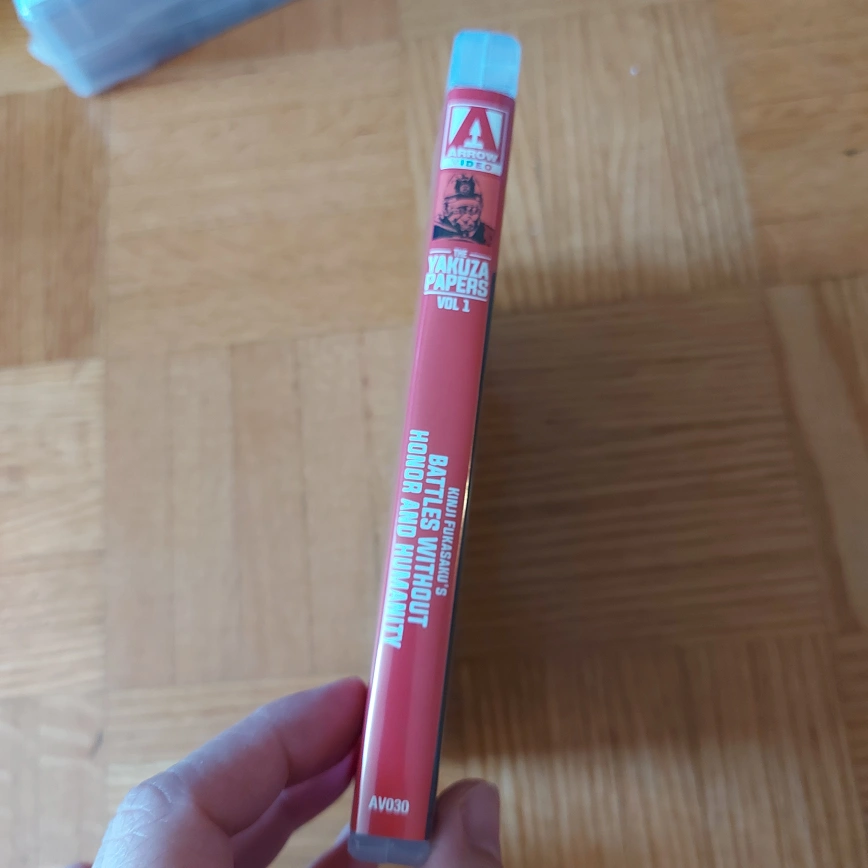 ARROW
VIDEO
THE
YAKUZA
PAPERS
VOL 1
KINJI FUKASAKU'S
BATTLES WITHOUT
HONOR AND HUMANITY
AV030